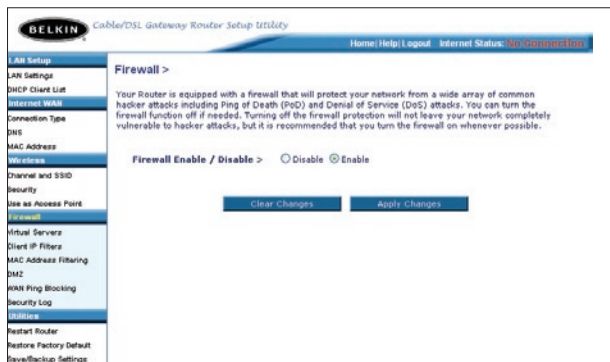 BELKIN Cable/DSL Gateway Router Setup Utility
Home|Help|Logout Internet Status: No Connection
LAN Setup
LAN Settings
DHCP Client List
Internet WAN
Connection Type
DNS
MAC Address
Wireless
Channel and SSID
Security
Use as Access Point
Firewall
Virtual Servers
Client IP Filters
MAC Address Filtering
DMZ
WAN Ping Blocking
Security Log
Utilities
Restart Router
Restore Factory Default
Save/Backup Settings
Firewall >
Your Router is equipped with a firewall that will protect your network from a wide array of common
hacker attacks including Ping of Death (PoD) and Denial of Service (DoS) attacks. You can turn the
firewall function off if needed. Turning off the firewall protection will not leave your network completely
vulnerable to hacker attacks, but it is recommended that you turn the firewall on whenever possible.
Firewall Enable / Disable > Disable Enable
Clear Changes Apply Changes